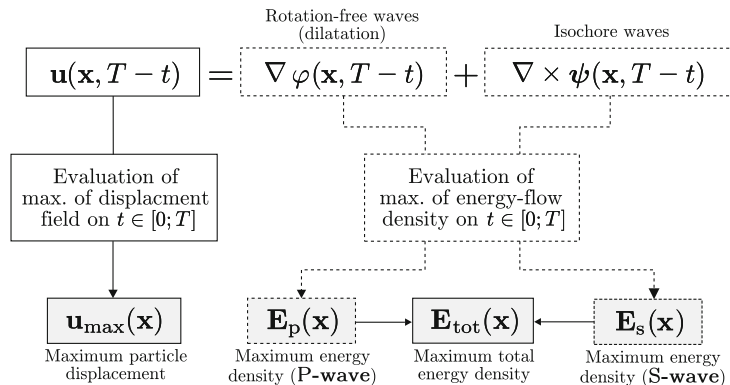 Rotation-free waves
(dilatation)
Isochore waves
u(x, T − t) = ∇ φ(x, T − t) + ∇ × ψ(x, T − t)
Evaluation of
max. of displacment
field on t ∈ [0; T]
Evaluation of
max. of energy-flow
density on t ∈ [0; T]
u_max(x)
E_p(x)
E_tot(x)
E_s(x)
Maximum particle
displacement
Maximum energy
density (P-wave)
Maximum total
energy density
Maximum energy
density (S-wave)